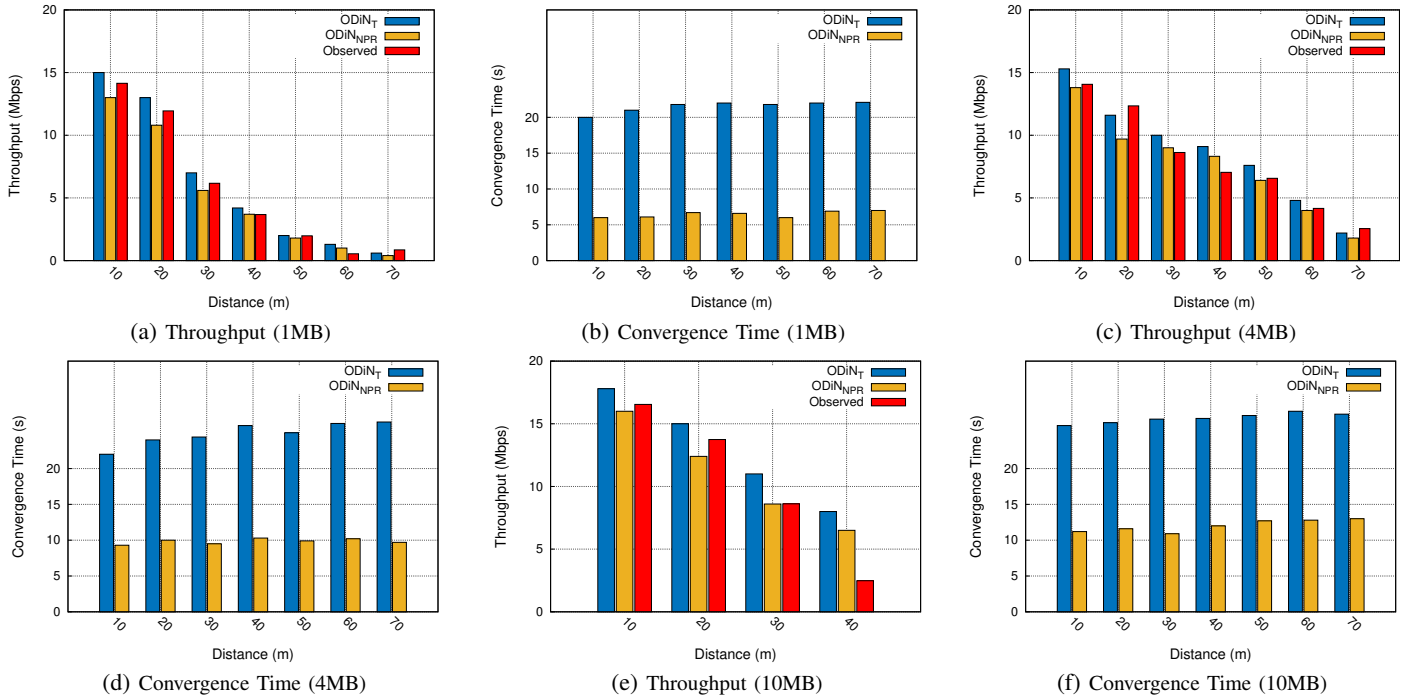 20
15
10
5
0
Throughput (Mbps)
ODiN_T
ODiN_NPR
Observed
10 20 30 40 50 60 70
Distance (m)
(a) Throughput (1MB)
20
15
10
5
0
Convergence Time (s)
ODiN_T
ODiN_NPR
10 20 30 40 50 60 70
Distance (m)
(b) Convergence Time (1MB)
20
15
10
5
0
Throughput (Mbps)
ODiN_T
ODiN_NPR
Observed
10 20 30 40 50 60 70
Distance (m)
(c) Throughput (4MB)
20
15
10
5
0
Convergence Time (s)
ODiN_T
ODiN_NPR
10 20 30 40 50 60 70
Distance (m)
(d) Convergence Time (4MB)
20
15
10
5
0
Throughput (Mbps)
ODiN_T
ODiN_NPR
Observed
10 20 30 40
Distance (m)
(e) Throughput (10MB)
20
15
10
5
0
Convergence Time (s)
ODiN_T
ODiN_NPR
10 20 30 40 50 60 70
Distance (m)
(f) Convergence Time (10MB)